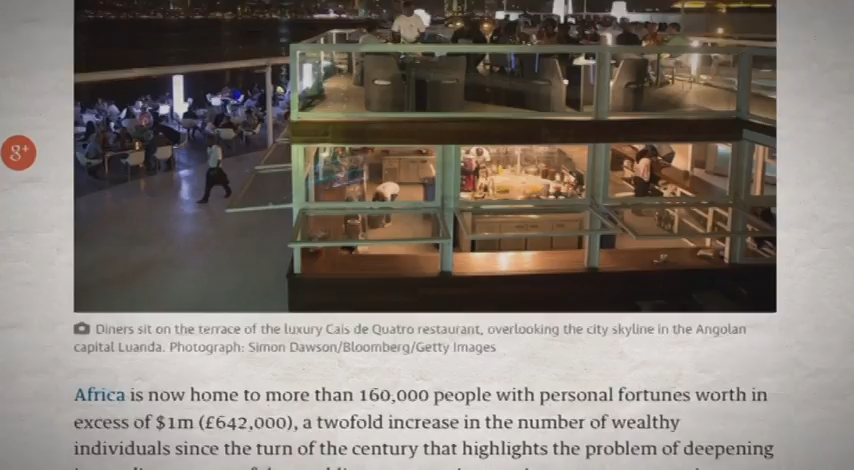 g+
Diners sit on the terrace of the luxury Cais de Quatro restaurant, overlooking the city skyline in the Angolan
capital Luanda. Photograph: Simon Dawson/Bloomberg/Getty Images
Africa is now home to more than 160,000 people with personal fortunes worth in
excess of $1m (£642,000), a twofold increase in the number of wealthy
individuals since the turn of the century that highlights the problem of deepening